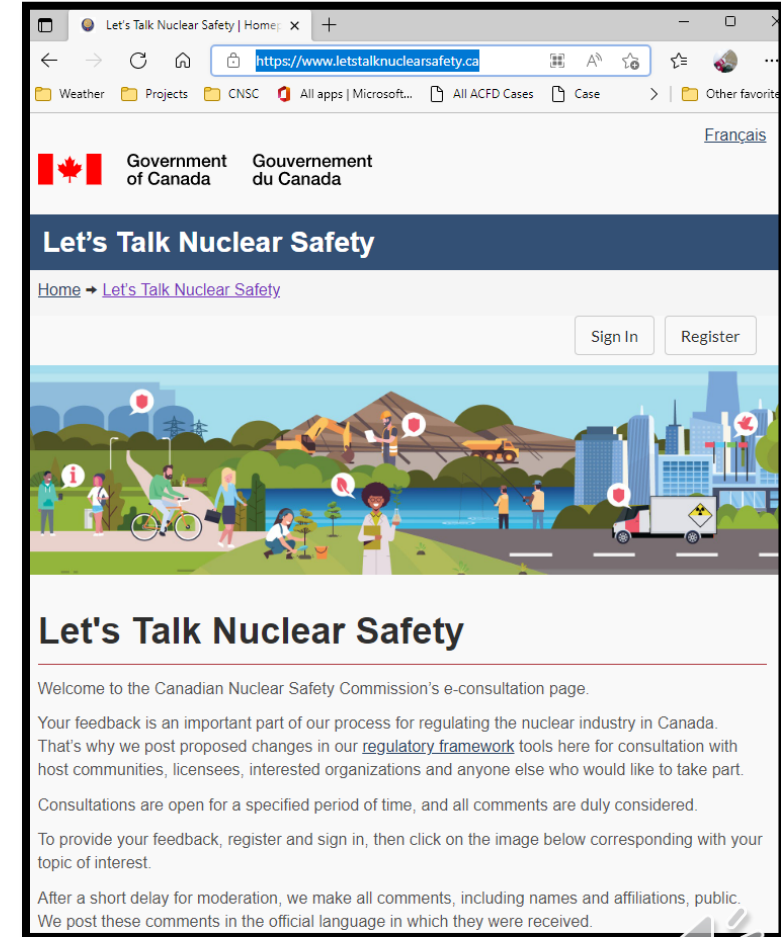 Let's Talk Nuclear Safety | Home
https://www.letstalknuclearsafety.ca
Weather Projects CNSC All apps | Microsoft... All ACFD Cases Case Other favorite
Français
Government of Canada Gouvernement du Canada
Let's Talk Nuclear Safety
Home ➜ Let's Talk Nuclear Safety
Sign In Register
Let's Talk Nuclear Safety
Welcome to the Canadian Nuclear Safety Commission's e-consultation page.
Your feedback is an important part of our process for regulating the nuclear industry in Canada.
That's why we post proposed changes in our regulatory framework tools here for consultation with
host communities, licensees, interested organizations and anyone else who would like to take part.
Consultations are open for a specified period of time, and all comments are duly considered.
To provide your feedback, register and sign in, then click on the image below corresponding with your
topic of interest.
After a short delay for moderation, we make all comments, including names and affiliations, public.
We post these comments in the official language in which they were received.